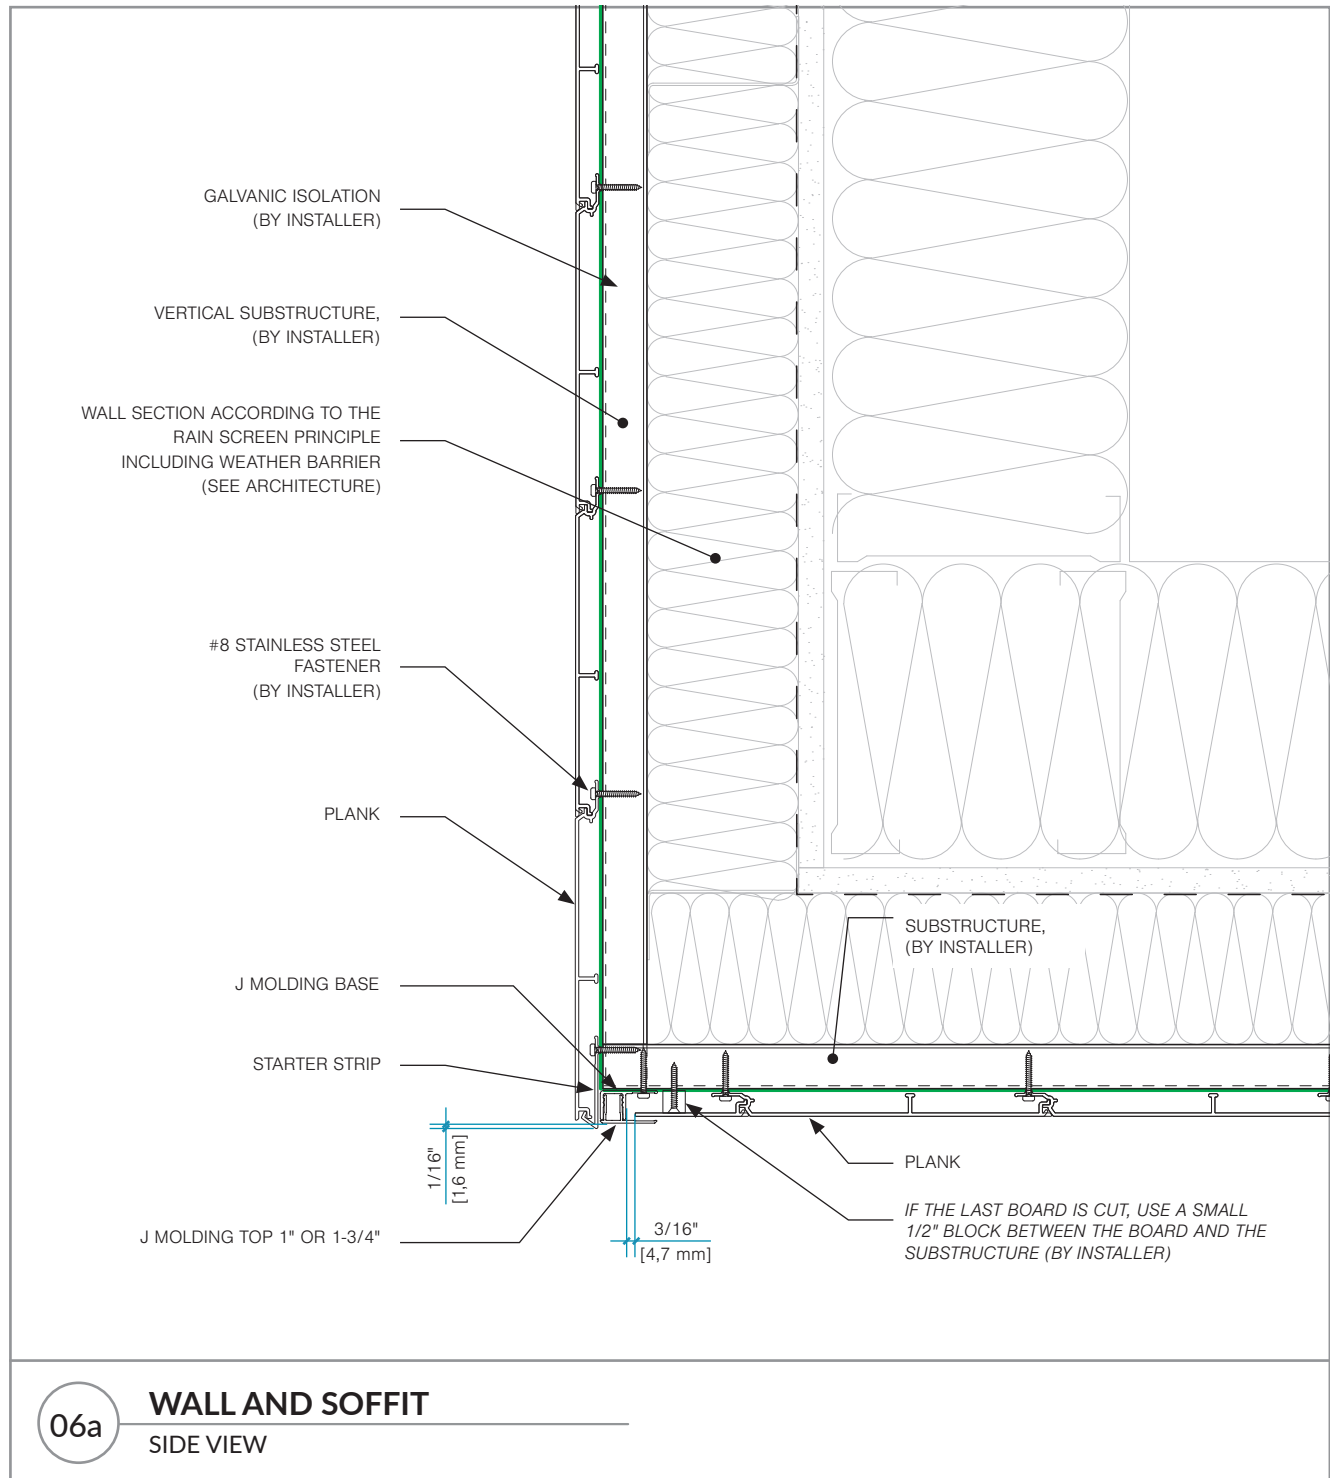 GALVANIC ISOLATION
(BY INSTALLER)
VERTICAL SUBSTRUCTURE,
(BY INSTALLER)
WALL SECTION ACCORDING TO THE
RAIN SCREEN PRINCIPLE
INCLUDING WEATHER BARRIER
(SEE ARCHITECTURE)
#8 STAINLESS STEEL
FASTENER
(BY INSTALLER)
PLANK
SUBSTRUCTURE,
(BY INSTALLER)
J MOLDING BASE
STARTER STRIP
1/16"
[1,6 mm]
PLANK
IF THE LAST BOARD IS CUT, USE A SMALL
1/2" BLOCK BETWEEN THE BOARD AND THE
SUBSTRUCTURE (BY INSTALLER)
J MOLDING TOP 1" OR 1-3/4"
3/16"
[4,7 mm]
06a
WALL AND SOFFIT
SIDE VIEW